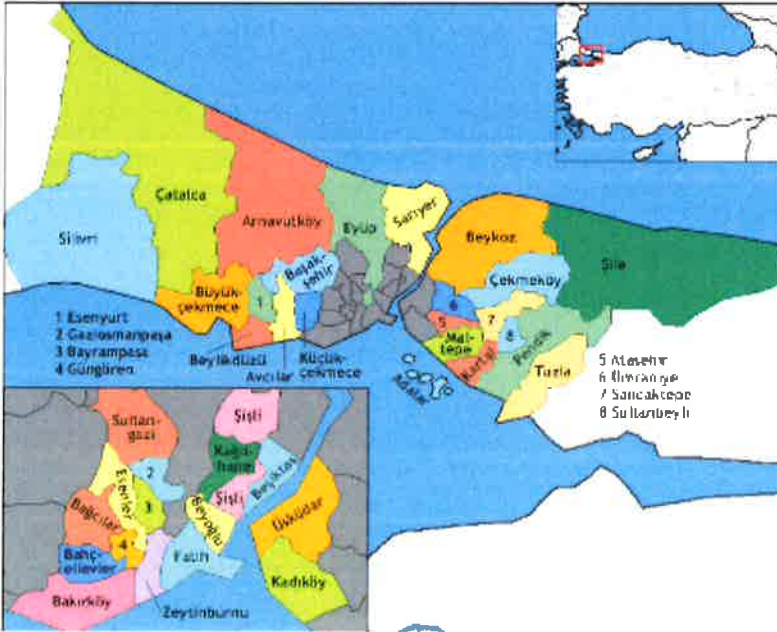 Çatalca
Silivri
Arnavutköy
Eyüp
Sarıyer
Beykoz
Şile
Başak-
şehir
Çekmeköy
Büyük-
çekmece
1
6
7
5
8
Mal-
tepe
Kartal
Pendik
Tuzla
Adalar
1 Esenyurt
2 Gaziosmanpaşa
3 Bayrampaşa
4 Güngören
Beylikdüzü
Avcılar
Küçük-
çekmece
5 Ataşehir
6 Ümraniye
7 Sancaktepe
8 Sultanbeyli
Sultan-
gazi
Şişli
Kağıt-
hane
Beşiktaş
2
Esenler
3
Şişli
Beyoğlu
Üsküdar
Bağcılar
4
Bahç-
elievler
Fatih
Kadıköy
Bakırköy
Zeytinburnu